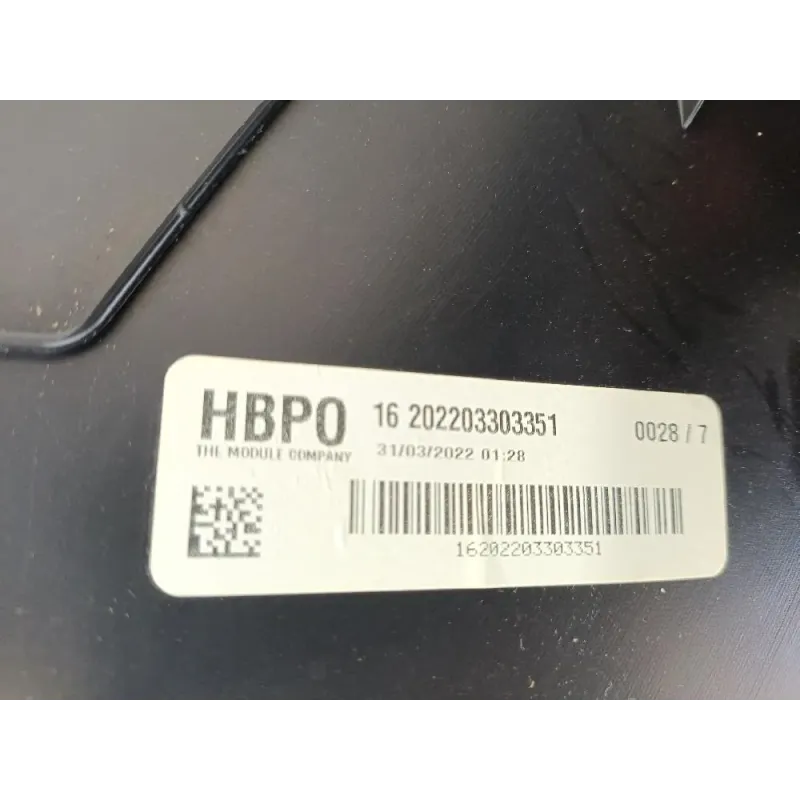 HBPO 16 202203303351 0028 / 7
THE MODULE COMPANY 31/03/2022 01:28
16202203303351